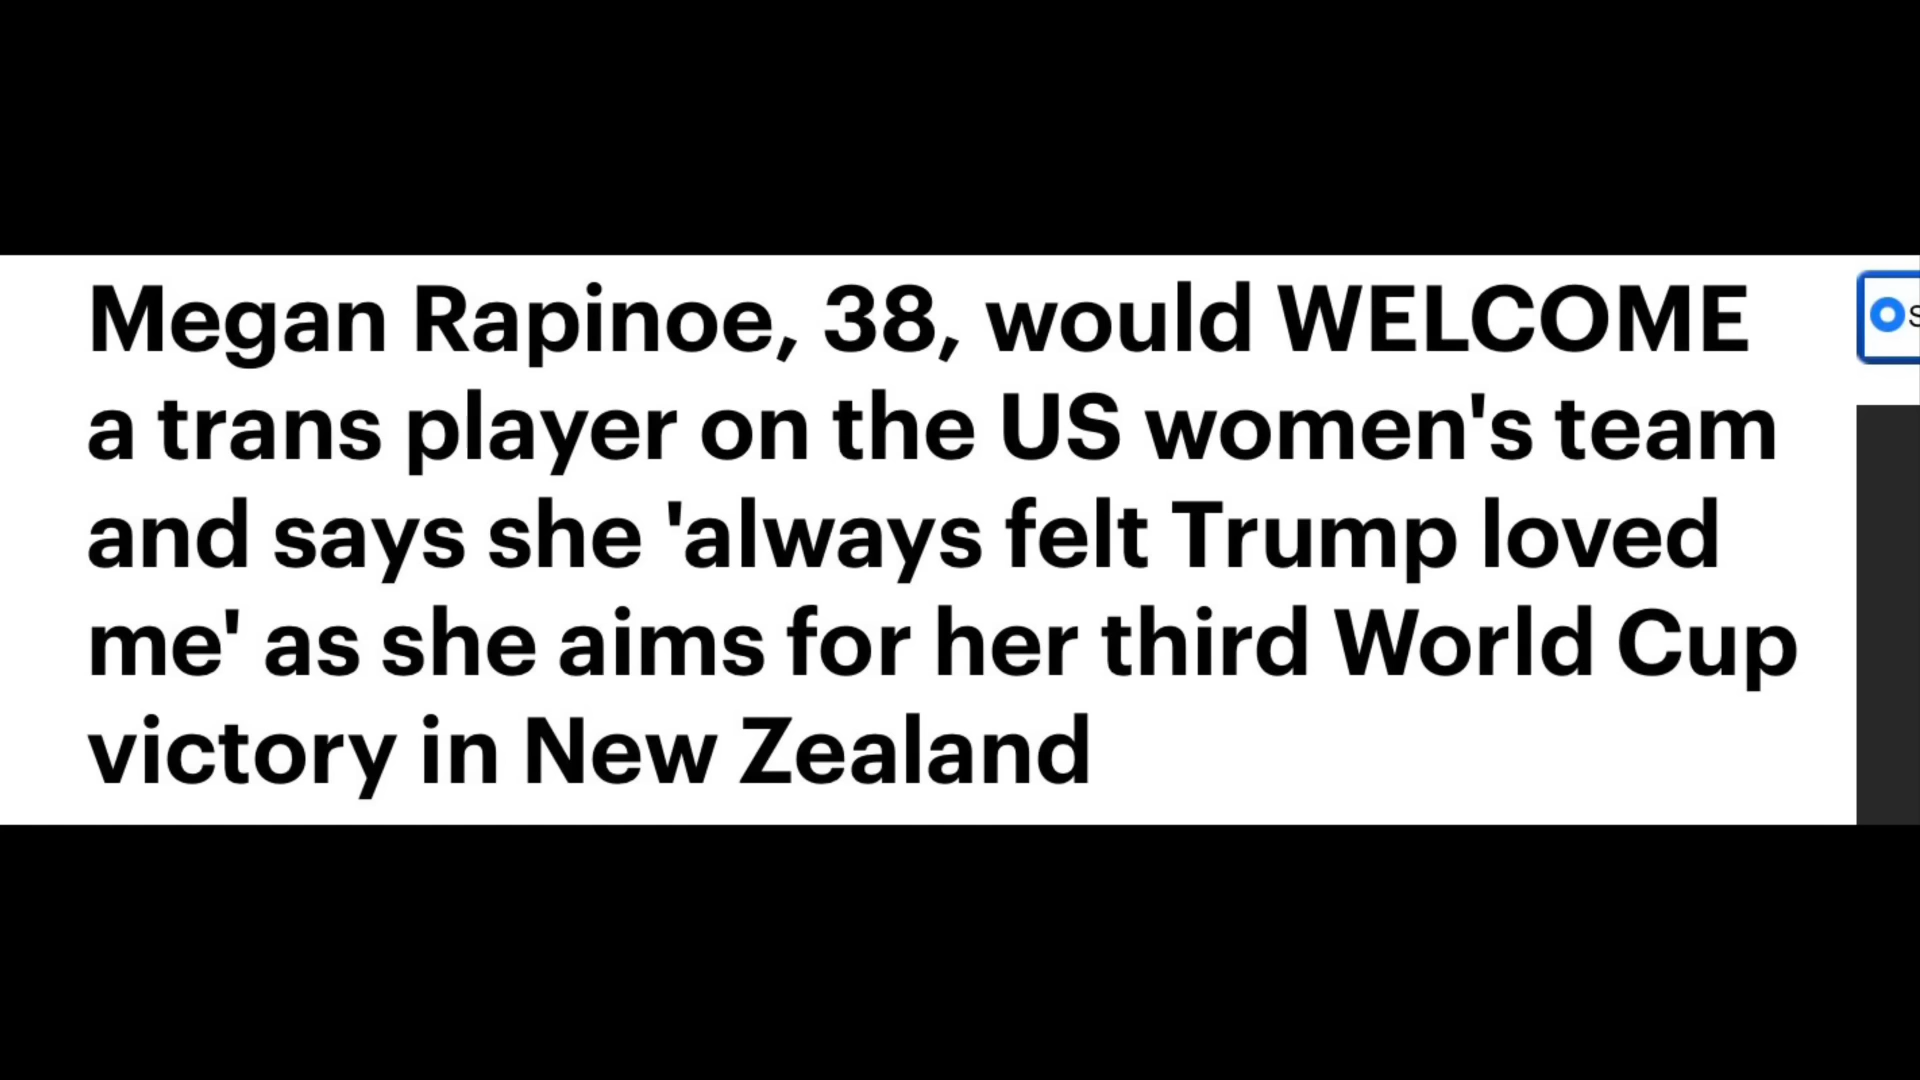 Megan Rapinoe, 38, would WELCOME
a trans player on the US women's team
and says she 'always felt Trump loved
me' as she aims for her third World Cup
victory in New Zealand